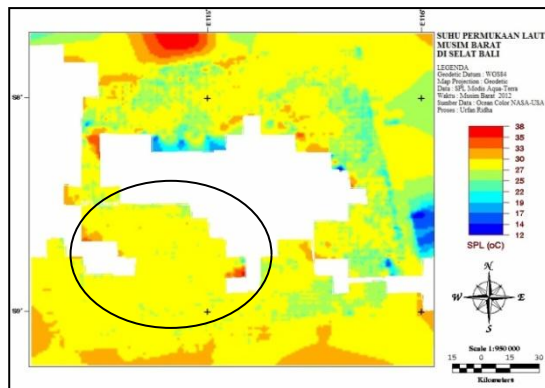 SUHU PERMUKAAN LAUT
MUSIM BARAT
DI SELAT BALI
LEGENDA
Geodetic Datum : WGS84
Map Projection : Geodetic
Data : SPL Modis Aqua-Terra
Waktu : Musim Barat 2012
Sumber Data : Ocean Color NASA-USA
Proses : Urfan Ridha
38
35
33
30
27
25
22
20
17
14
12
SPL (oC)
N
W
E
S
Scale 1:950 000
15
0
15
30
Kilometers